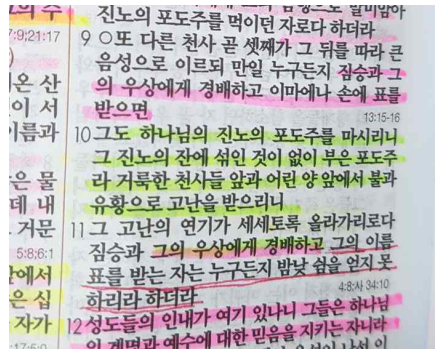 의 수
7:9;21:17
l온 산
이 서
기름과
은 물
데 내
거문
5:8;6:1
안에서
은 십
자가
진노의 포도주를 먹이던 자로다 하더라
9 ○또 다른 천사 곧 셋째가 그 뒤를 따라 큰
음성으로 이르되 만일 누구든지 짐승과 그
의 우상에게 경배하고 이마에나 손에 표를
받으면
13:15-16
10 그도 하나님의 진노의 포도주를 마시리니
그 진노의 잔에 섞인 것이 없이 부은 포도주
라 거룩한 천사들 앞과 어린 양 앞에서 불과
유황으로 고난을 받으리니
11 그 고난의 연기가 세세토록 올라가리로다
짐승과 그의 우상에게 경배하고 그의 이름
표를 받는 자는 누구든지 밤낮 쉼을 얻지 못
하리라 하더라
4:8;사 34:10
12 성도들의 인내가 여기 있나니 그들은 하나님
의 계명과 예수에 대한 믿음을 지키는 자니라